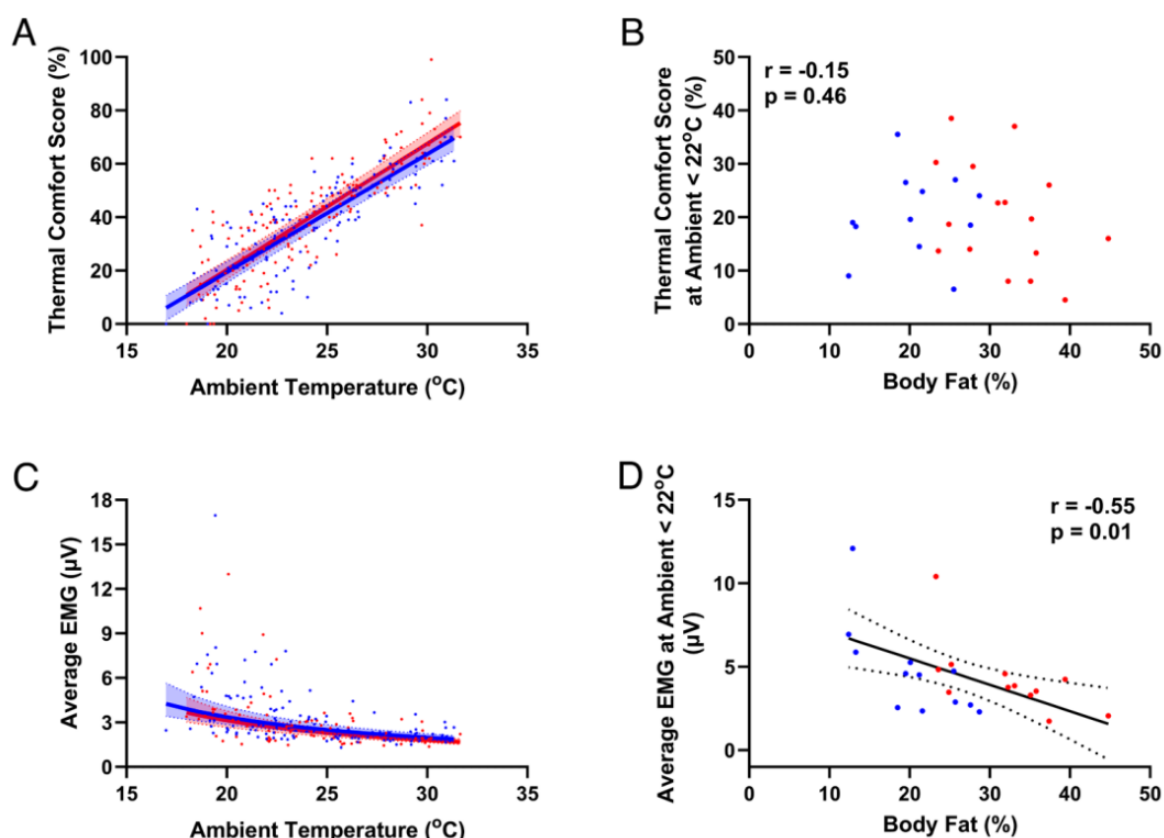 A
Thermal Comfort Score (%)
100
80
60
40
20
0
15 20 25 30 35
Ambient Temperature (°C)
B
Thermal Comfort Score
at Ambient < 22°C (%)
r = -0.15
p = 0.46
50
40
30
20
10
0
0 10 20 30 40 50
Body Fat (%)
C
Average EMG (µV)
18
15
12
9
6
3
0
15 20 25 30 35
Ambient Temperature (°C)
D
Average EMG at Ambient < 22°C
(µV)
r = -0.55
p = 0.01
15
10
5
0
0 10 20 30 40 50
Body Fat (%)